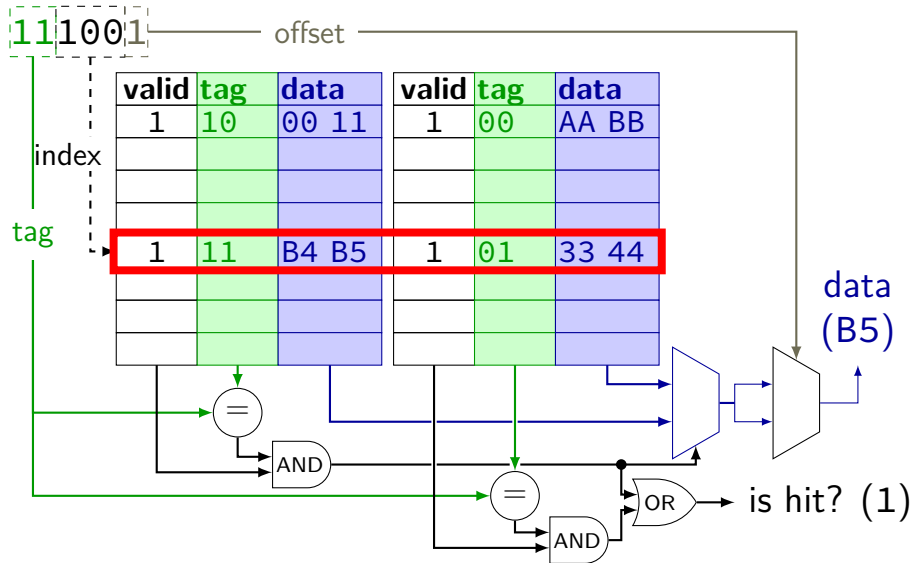 111001
offset
valid tag data valid tag data
1 10 00 11 1 00 AA BB
index
tag
1 11 B4 B5 1 01 33 44
data
(B5)
=
AND
=
OR
is hit? (1)
AND